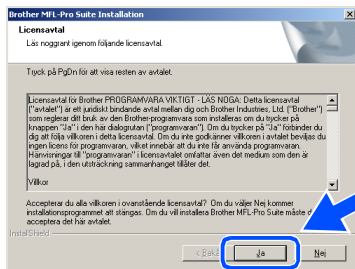 Brother MFL-Pro Suite Installation
Licensavtal
Läs noggrant igenom följande licensavtal.
Tryck på PgDn för att visa resten av avtalet.
Licensavtal för Brother PROGRAMVARA VIKTIGT - LÄS NOGA: Detta licensavtal
("avtalet") är ett juridiskt bindande avtal mellan dig och Brother Industries, Ltd. ("Brother")
som reglerar ditt bruk av den Brother-programvara som installeras om du trycker på
knappen "Ja" i den här dialogrutan ("programvaran"). Om du trycker på "Ja" förbinder du
dig att följa villkoren i detta avtal. Om du inte godkänner villkoren i avtalet beviljas du
ingen licens för programvaran, vilket innebär att du inte får använda programvaran.
Hänvisningar till "programvaran" i licensavtalet omfattar även det medium som den är
lagrad på, i den utsträckning sammanhanget tillåter det.
Villkor
Accepterar du alla villkoren i ovanstående licensavtal? Om du väljer Nej kommer
installationsprogrammet att stängas. Om du vill installera Brother MFL-Pro Suite måste
acceptera det här avtalet.
InstallShield
Ja
Nej